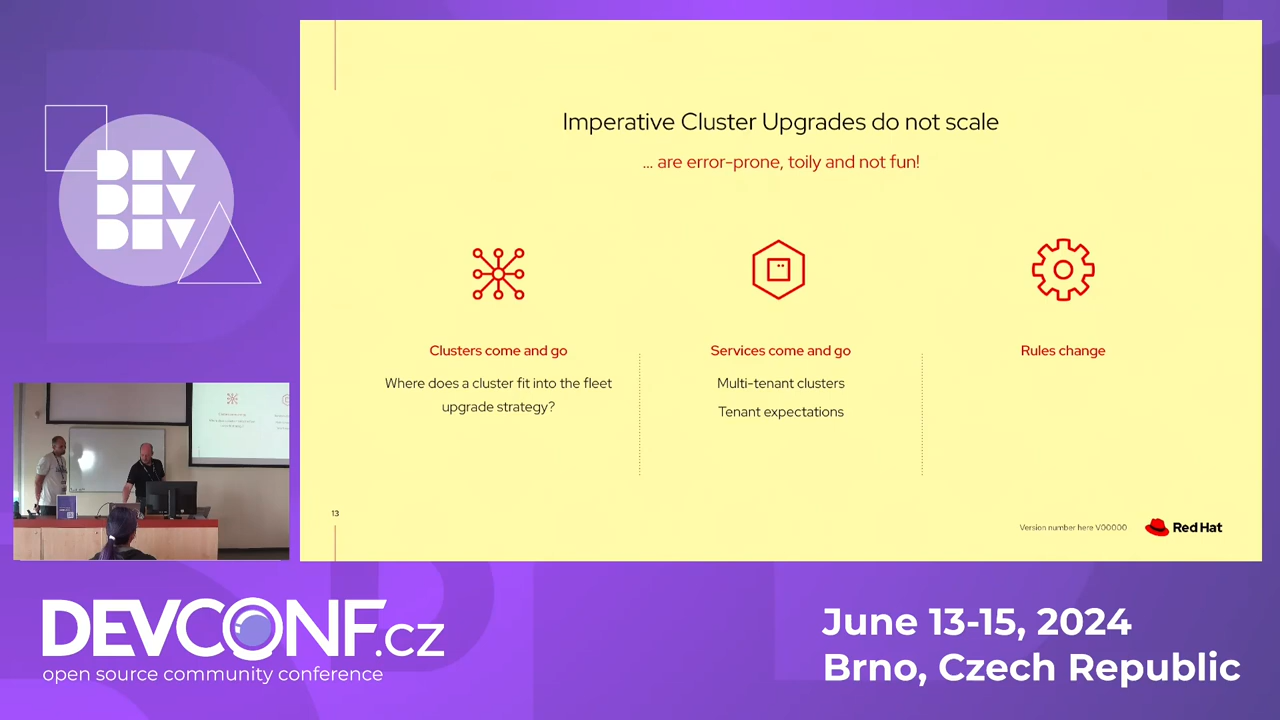 DEV
DEV
DEV
Imperative Cluster Upgrades do not scale
... are error-prone, toily and not fun!
Clusters come and go
Where does a cluster fit into the fleet
upgrade strategy?
Services come and go
Multi-tenant clusters
Tenant expectations
Rules change
13
Version number here V00000
Red Hat
DEVCONF.cz
open source community conference
June 13-15, 2024
Brno, Czech Republic